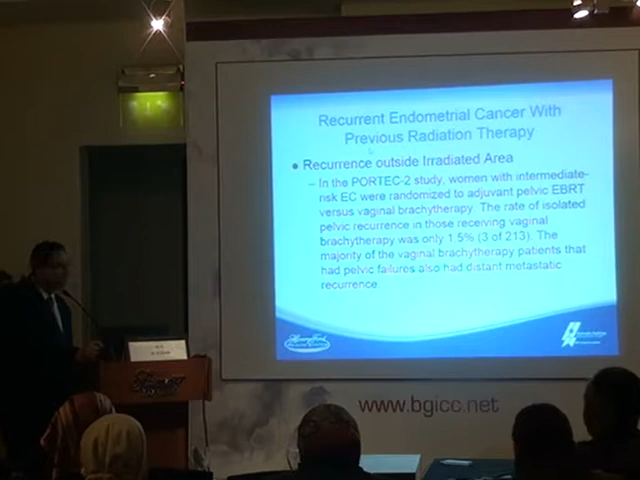 Recurrent Endometrial Cancer With
Previous Radiation Therapy
• Recurrence outside Irradiated Area
– In the PORTEC-2 study, women with intermediate-
risk EC were randomized to adjuvant pelvic EBRT
versus vaginal brachytherapy. The rate of isolated
pelvic recurrence in those receiving vaginal
brachytherapy was only 1.5% (3 of 213). The
majority of the vaginal brachytherapy patients that
had pelvic failures also had distant metastatic
recurrence.
www.bgicc.net